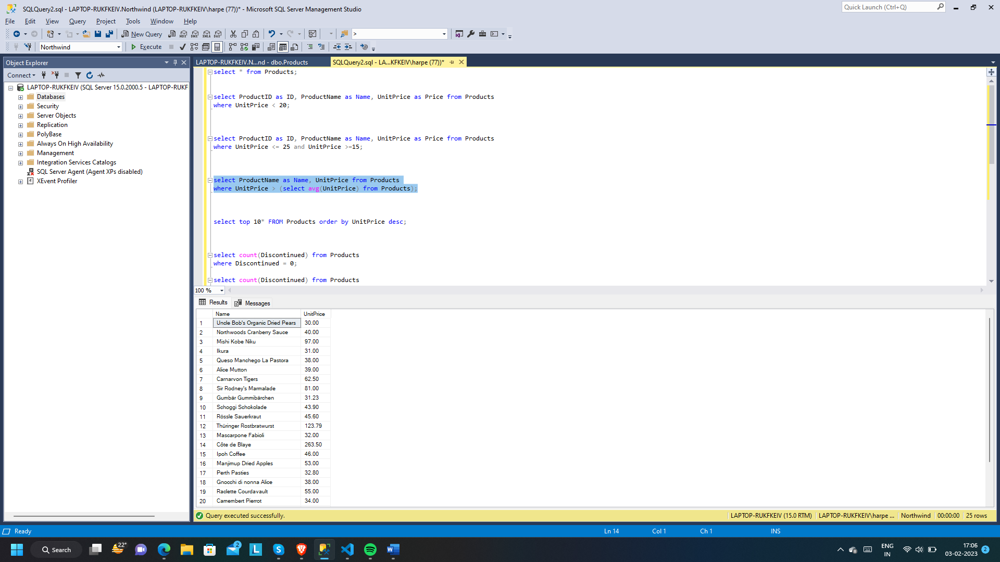 SQLQuery2.sql - LAPTOP-RUKFKEIV.Northwind (LAPTOP-RUKFKEIV\harpe (77))* - Microsoft SQL Server Management Studio
Quick Launch (Ctrl+Q)
File Edit View Query Project Tools Window Help
New Query
MDX DMX XMLA DAX
>
Northwind
Execute
Object Explorer
LAPTOP-RUKFKEIV.N...nd - dbo.Products
SQLQuery2.sql - LA...KFKEIV\harpe (77))*
Connect
LAPTOP-RUKFKEIV (SQL Server 15.0.2000.5 - LAPTOP-RUKF
Databases
Security
Server Objects
Replication
PolyBase
Always On High Availability
Management
Integration Services Catalogs
SQL Server Agent (Agent XPs disabled)
XEvent Profiler
select * from Products;
select ProductID as ID, ProductName as Name, UnitPrice as Price from Products
where UnitPrice < 20;
select ProductID as ID, ProductName as Name, UnitPrice as Price from Products
where UnitPrice <= 25 and UnitPrice >=15;
select ProductName as Name, UnitPrice from Products
where UnitPrice > (select avg(UnitPrice) from Products);
select top 10* FROM Products order by UnitPrice desc;
select count(Discontinued) from Products
where Discontinued = 0;
select count(Discontinued) from Products
100 %
Results Messages
Name UnitPrice
1 Uncle Bob's Organic Dried Pears 30.00
2 Northwoods Cranberry Sauce 40.00
3 Mishi Kobe Niku 97.00
4 Ikura 31.00
5 Queso Manchego La Pastora 38.00
6 Alice Mutton 39.00
7 Carnarvon Tigers 62.50
8 Sir Rodney's Marmalade 81.00
9 Gumbär Gummibärchen 31.23
10 Schoggi Schokolade 43.90
11 Rössle Sauerkraut 45.60
12 Thüringer Rostbratwurst 123.79
13 Mascarpone Fabioli 32.00
14 Côte de Blaye 263.50
15 Ipoh Coffee 46.00
16 Manjimup Dried Apples 53.00
17 Perth Pasties 32.80
18 Gnocchi di nonna Alice 38.00
19 Raclette Courdavault 55.00
20 Camembert Pierrot 34.00
Query executed successfully.
LAPTOP-RUKFKEIV (15.0 RTM) LAPTOP-RUKFKEIV\harpe ... Northwind 00:00:00 25 rows
Ready
Ln 14 Col 1 Ch 1 INS
Search
22°
2
L
S
W
ENG
IN
17:06
03-02-2023
2